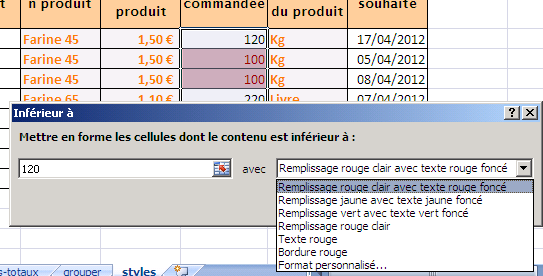 t n produit produit commandée du produit souhaite
Farine 45 1,50 € 120 Kg 17/04/2012
Farine 45 1,50 € 100 Kg 05/04/2012
Farine 45 1,50 € 100 Kg 08/04/2012
Farine 65 1,10 € 220 Livre 07/04/2012
Inférieur à
Mettre en forme les cellules dont le contenu est inférieur à :
120 avec Remplissage rouge clair avec texte rouge foncé
Remplissage rouge clair avec texte rouge foncé
Remplissage jaune avec texte jaune foncé
Remplissage vert avec texte vert foncé
Remplissage rouge clair
Texte rouge
Bordure rouge
Format personnalisé...
s-totaux grouper styles